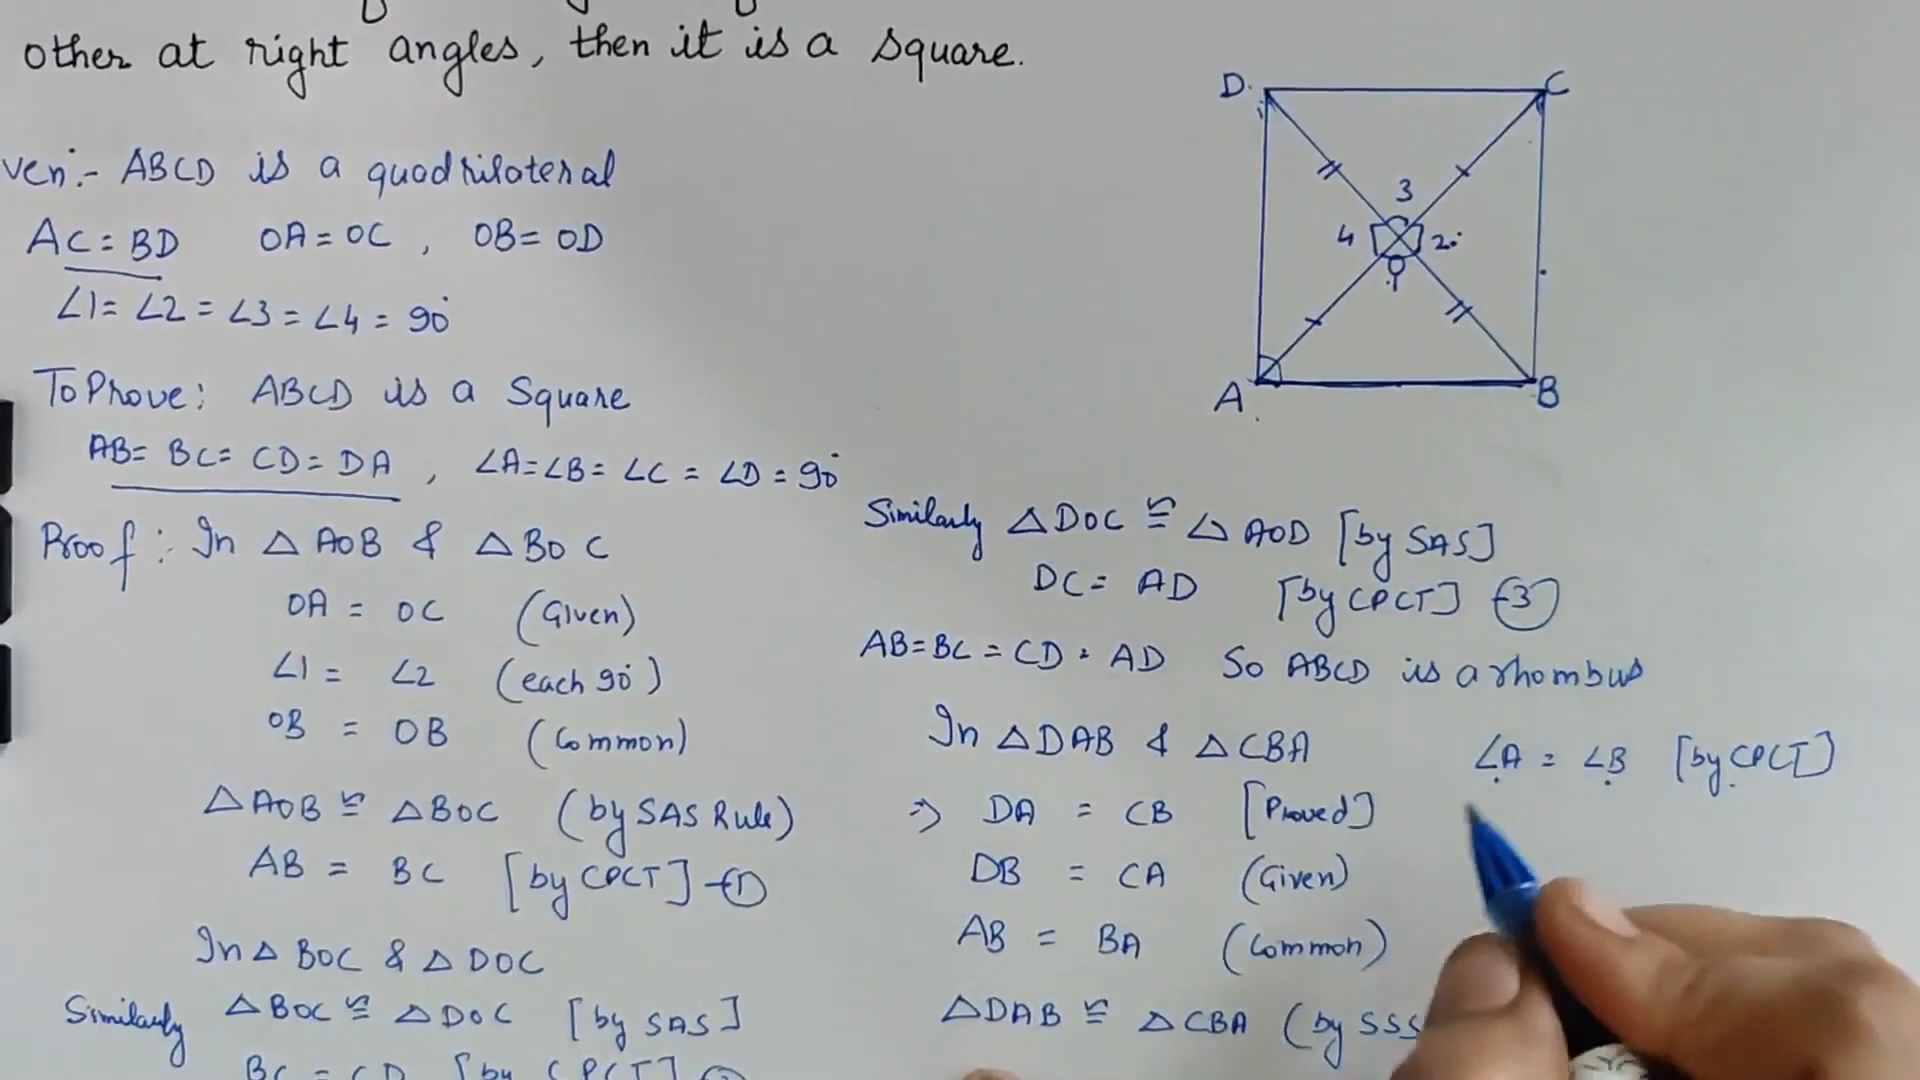 other at right angles, then it is a square.
ven:- ABCD is a quadrilateral
AC = BD OA = OC , OB = OD
∠1 = ∠2 = ∠3 = ∠4 = 90°
To Prove: ABCD is a Square
AB = BC = CD = DA , ∠A = ∠B = ∠C = ∠D = 90°
Proof: In △ AOB & △ BOC
OA = OC (Given)
∠1 = ∠2 (each 90°)
OB = OB (Common)
△ AOB ≅ △ BOC (by SAS Rule)
AB = BC [by CPCT] -①
In △ BOC & △ DOC
Similarly △ BOC ≅ △ DOC [by SAS]
BC = CD [by CPCT]
D C
3
4 2
O
1
A B
Similarly △ DOC ≅ △ AOD [by SAS]
DC = AD [by CPCT] -③
AB = BC = CD = AD So ABCD is a rhombus
In △ DAB & △ CBA
⇒ DA = CB [Proved]
DB = CA (Given)
AB = BA (Common)
△ DAB ≅ △ CBA (by SSS
∠A = ∠B [by CPCT]